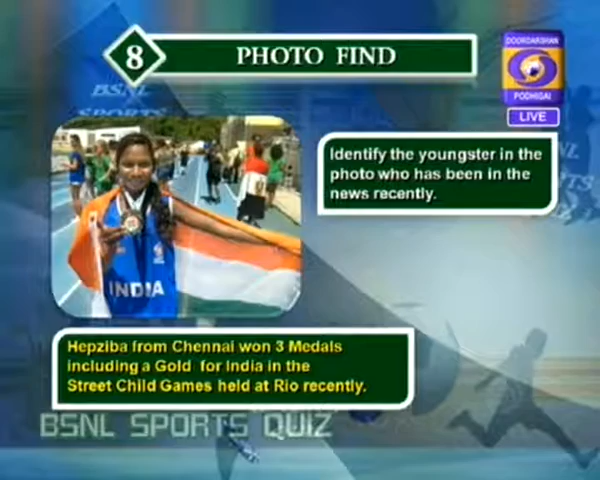 8
PHOTO FIND
DOORDARSHAN
PODHIGAI
LIVE
BSNL
SPORTS
Identify the youngster in the
photo who has been in the
news recently.
INDIA
Hepziba from Chennai won 3 Medals
including a Gold for India in the
Street Child Games held at Rio recently.
BSNL SPORTS QUIZ